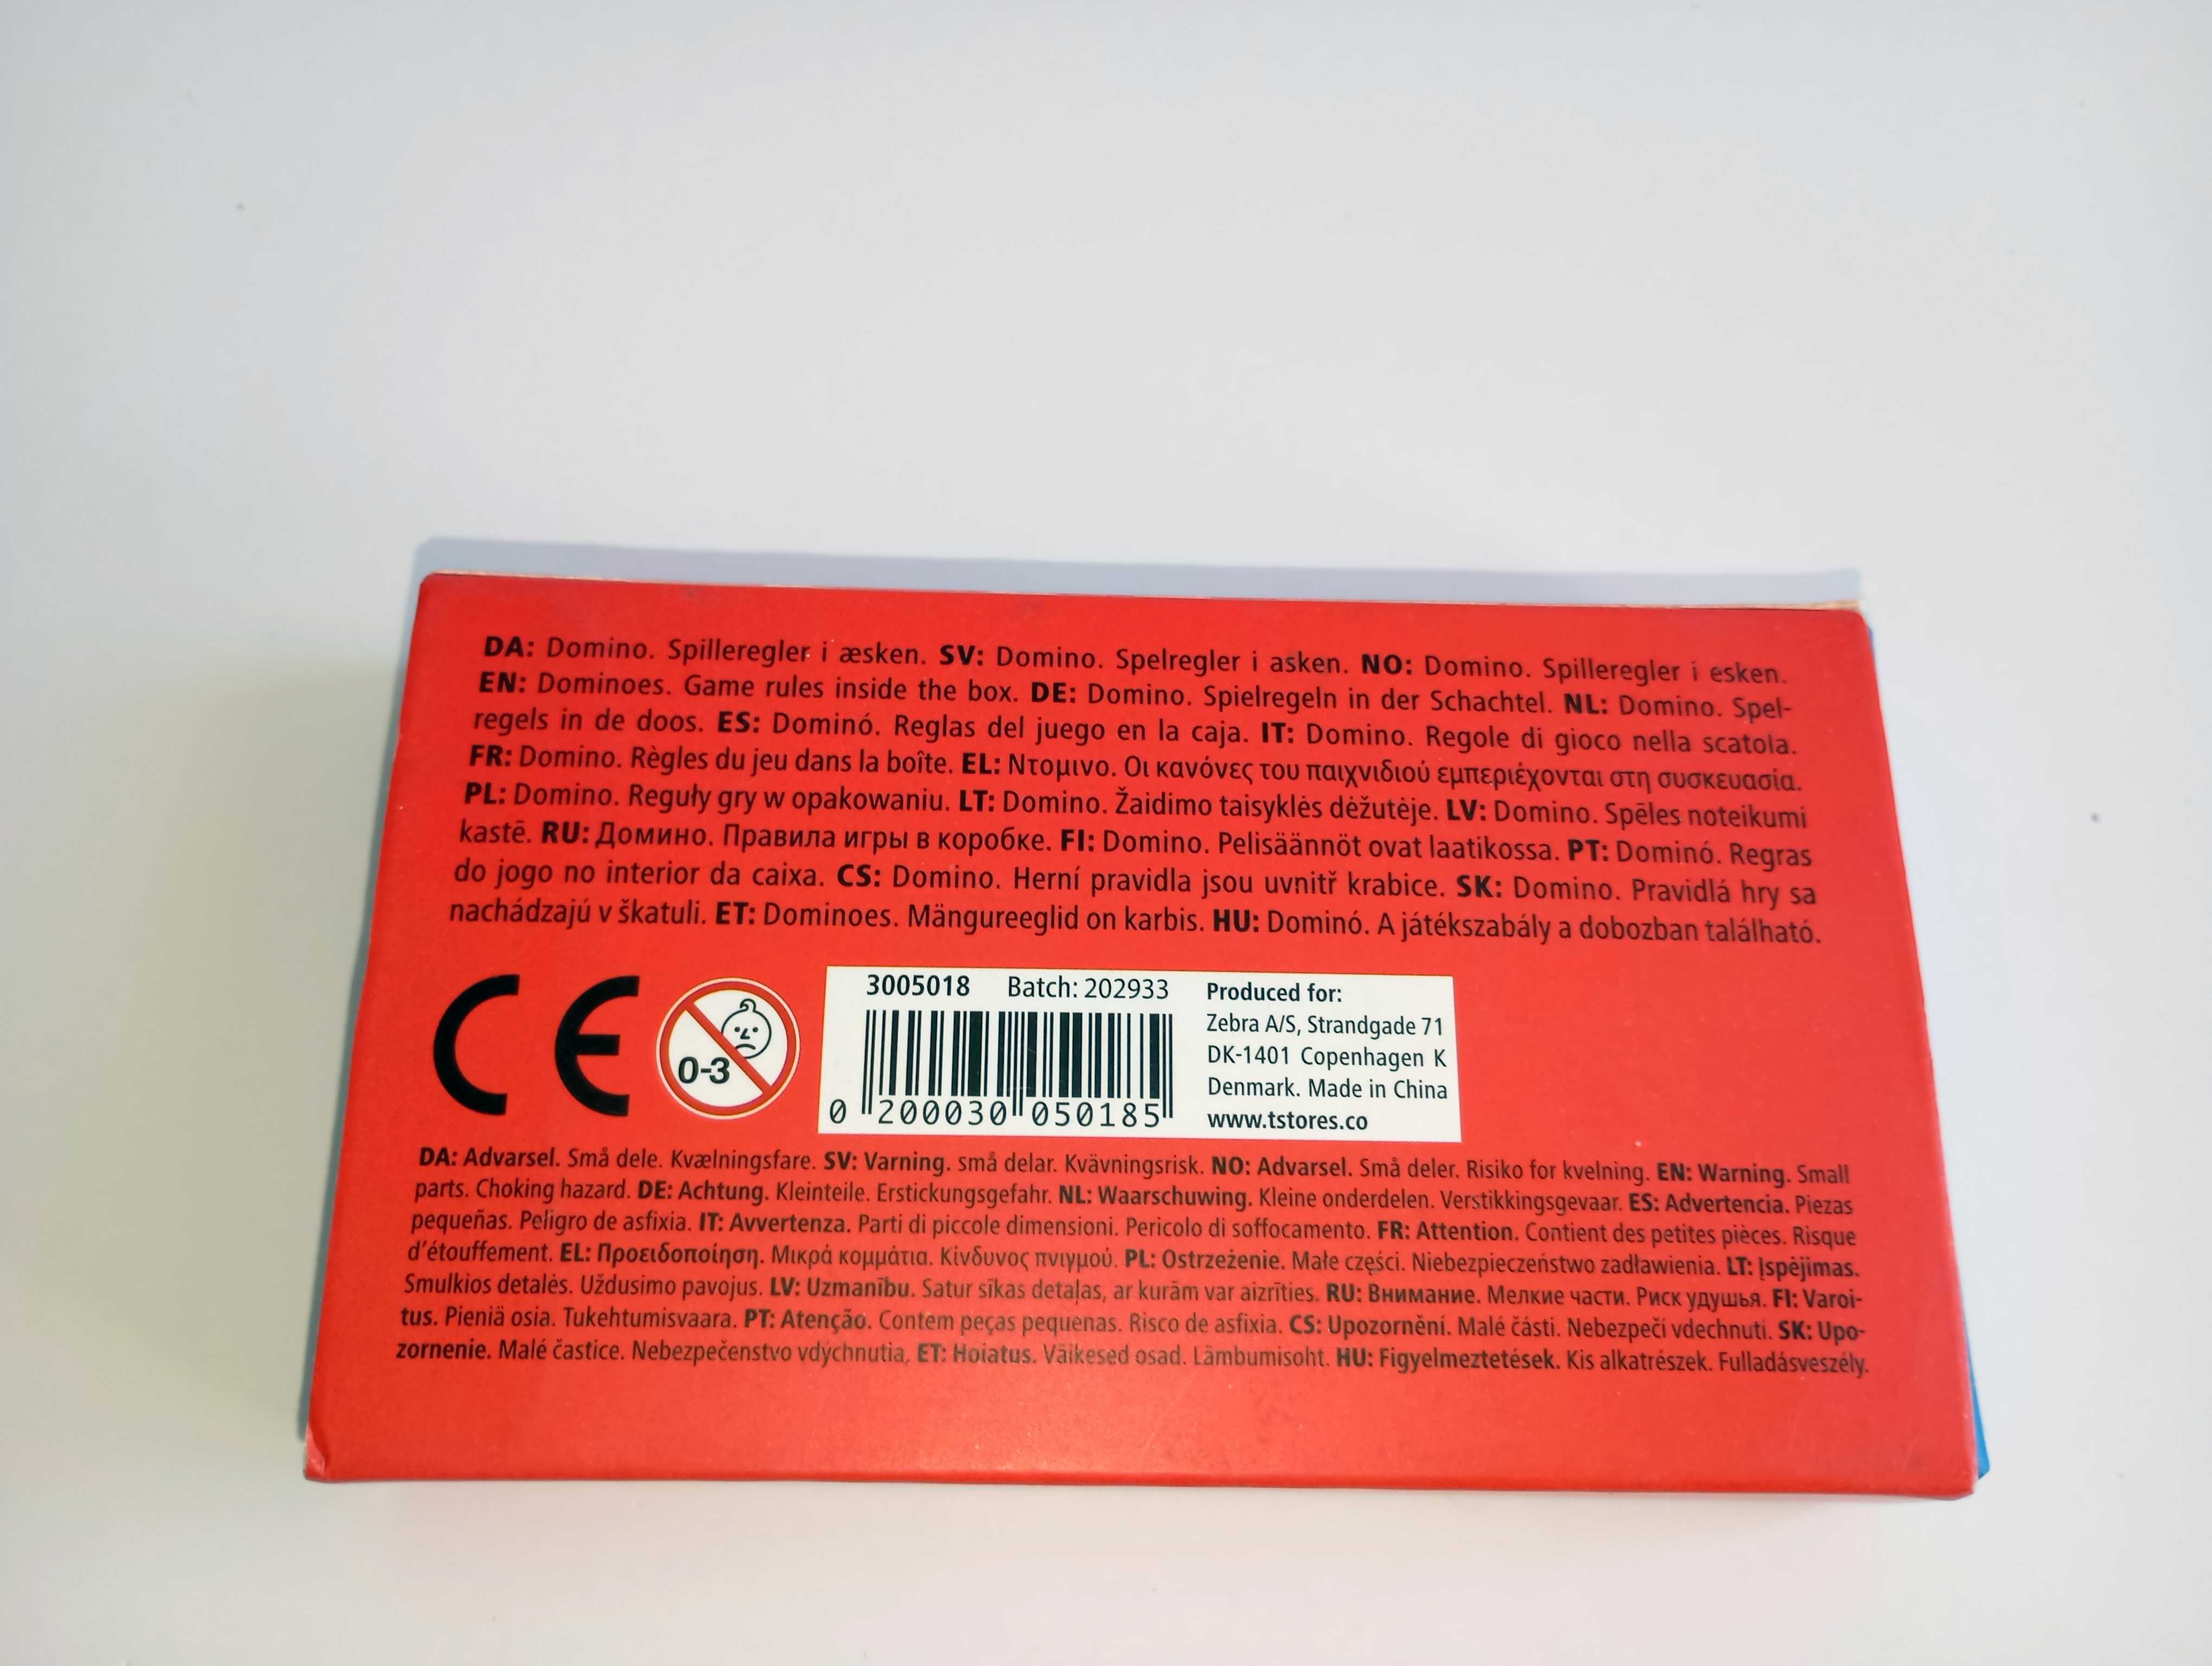 DA: Domino. Spilleregler i æsken. SV: Domino. Spelregler i asken. NO: Domino. Spilleregler i esken.
EN: Dominoes. Game rules inside the box. DE: Domino. Spielregeln in der Schachtel. NL: Domino. Spel-
regels in de doos. ES: Dominó. Reglas del juego en la caja. IT: Domino. Regole di gioco nella scatola.
FR: Domino. Règles du jeu dans la boîte. EL: Ντομινο. Οι κανόνες του παιχνιδιού εμπεριέχονται στη συσκευασία.
PL: Domino. Reguły gry w opakowaniu. LT: Domino. Žaidimo taisyklės dėžutėje. LV: Domino. Spēles noteikumi
kastē. RU: Домино. Правила игры в коробке. FI: Domino. Pelisäännöt ovat laatikossa. PT: Dominó. Regras
do jogo no interior da caixa. CS: Domino. Herní pravidla jsou uvnitř krabice. SK: Domino. Pravidlá hry sa
nachádzajú v škatuli. ET: Dominoes. Mängureeglid on karbis. HU: Dominó. A játékszabály a dobozban található.
CE
0-3
3005018 Batch: 202933
0 200030 050185
Produced for:
Zebra A/S, Strandgade 71
DK-1401 Copenhagen K
Denmark. Made in China
www.tstores.co
DA: Advarsel. Små dele. Kvælningsfare. SV: Varning. små delar. Kvävningsrisk. NO: Advarsel. Små deler. Risiko for kvelning. EN: Warning. Small
parts. Choking hazard. DE: Achtung. Kleinteile. Erstickungsgefahr. NL: Waarschuwing. Kleine onderdelen. Verstikkingsgevaar. ES: Advertencia. Piezas
pequeñas. Peligro de asfixia. IT: Avvertenza. Parti di piccole dimensioni. Pericolo di soffocamento. FR: Attention. Contient des petites pièces. Risque
d'étouffement. EL: Προειδοποίηση. Μικρά κομμάτια. Κίνδυνος πνιγμού. PL: Ostrzeżenie. Małe części. Niebezpieczeństwo zadławienia. LT: Įspėjimas.
Smulkios detalės. Uždusimo pavojus. LV: Uzmanību. Satur sīkas detaļas, ar kurām var aizrīties. RU: Внимание. Мелкие части. Риск удушья. FI: Varoi-
tus. Pieniä osia. Tukehtumisvaara. PT: Atenção. Contem peças pequenas. Risco de asfixia. CS: Upozornění. Malé části. Nebezpečí vdechnutí. SK: Upo-
zornenie. Malé častice. Nebezpečenstvo vdýchnutia. ET: Hoiatus. Väikesed osad. Lämbumisoht. HU: Figyelmeztetések. Kis alkatrészek. Fulladásveszély.